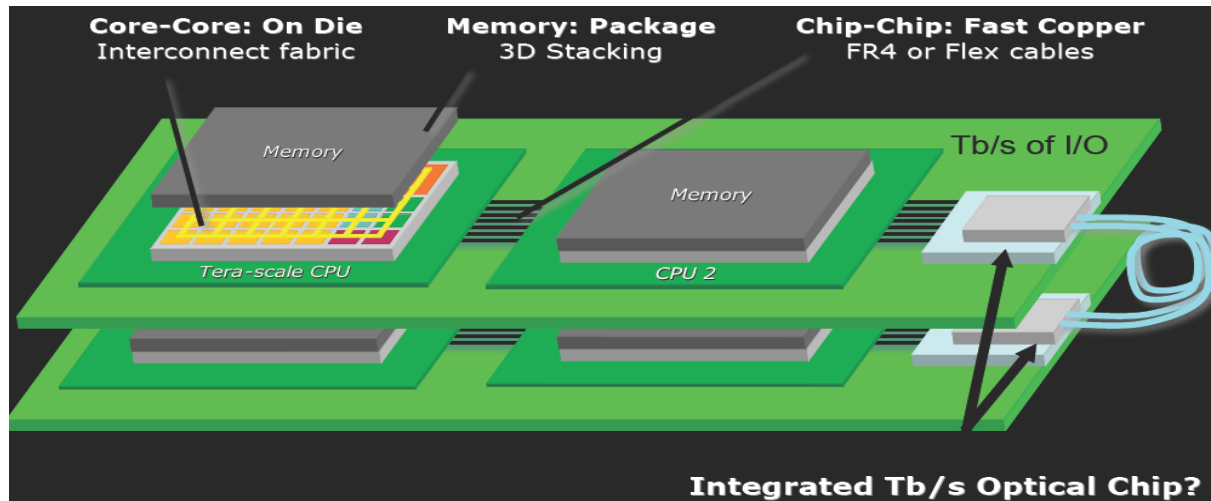 Core-Core: On Die
Interconnect fabric
Memory: Package
3D Stacking
Chip-Chip: Fast Copper
FR4 or Flex cables
Memory
Tb/s of I/O
Memory
Tera-scale CPU
CPU 2
Integrated Tb/s Optical Chip?